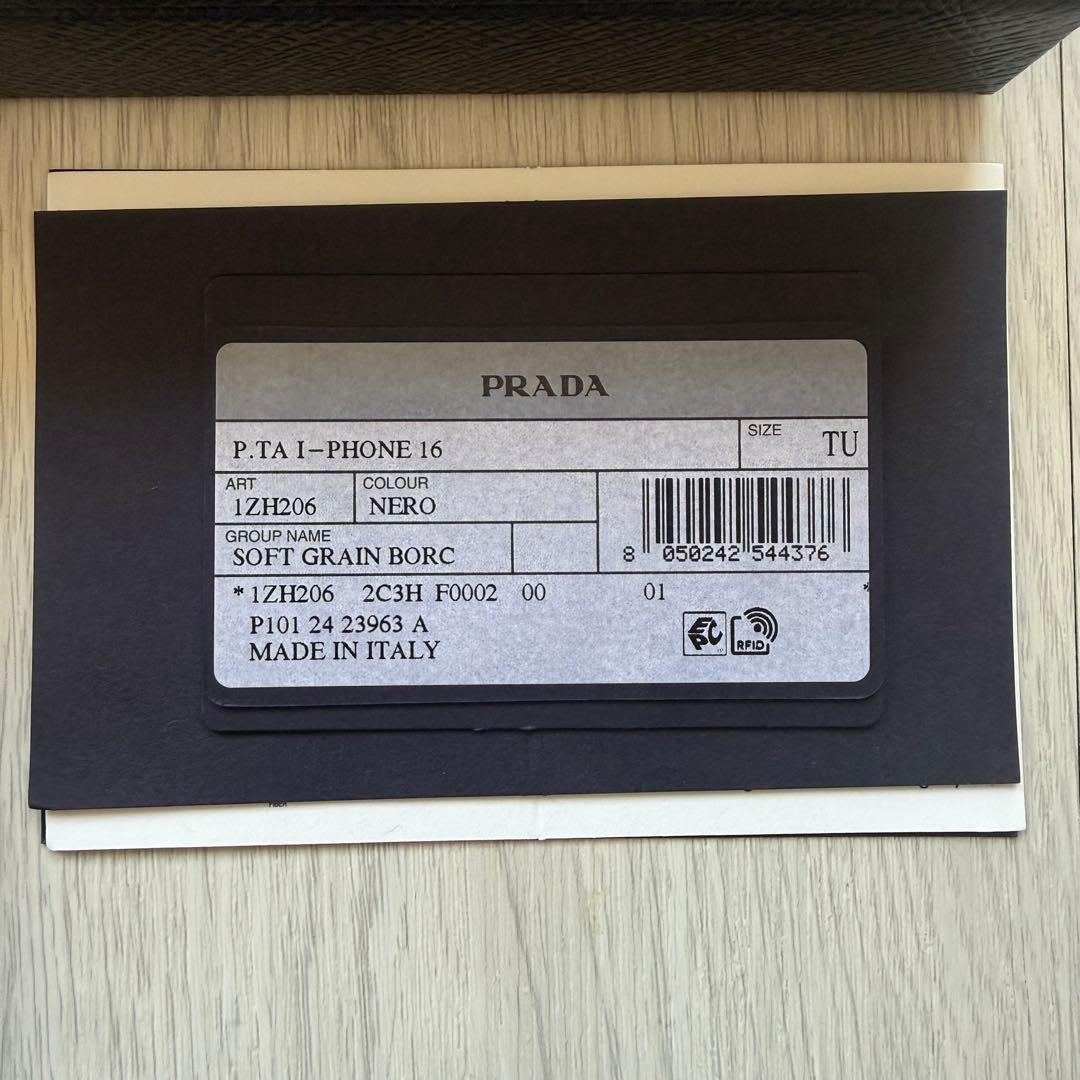 PRADA
P.TA I-PHONE 16
SIZE
TU
ART
1ZH206
COLOUR
NERO
GROUP NAME
SOFT GRAIN BORC
8 050242 544376
* 1ZH206 2C3H F0002 00 01 *
P101 24 23963 A
MADE IN ITALY
EPC
RFID